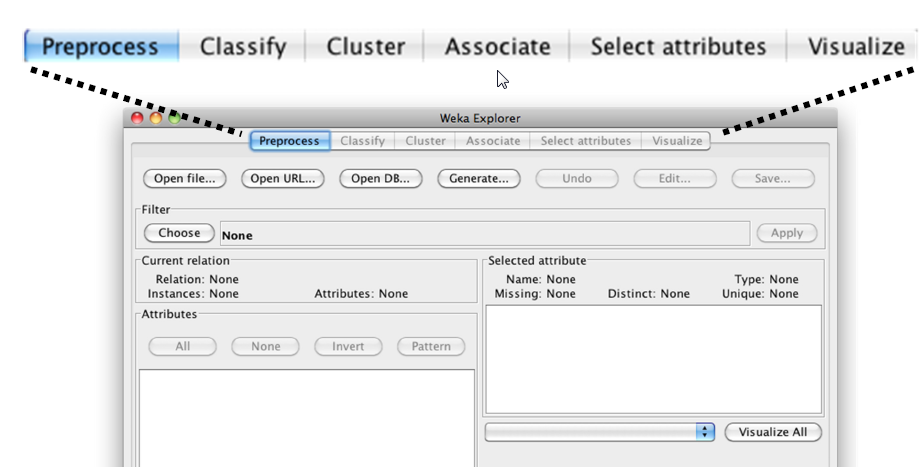 Preprocess Classify Cluster Associate Select attributes Visualize
Weka Explorer
Preprocess Classify Cluster Associate Select attributes Visualize
Open file... Open URL... Open DB... Generate... Undo Edit... Save...
Filter
Choose None Apply
Current relation
Relation: None
Instances: None Attributes: None
Selected attribute
Name: None Type: None
Missing: None Distinct: None Unique: None
Attributes
All None Invert Pattern
Visualize All